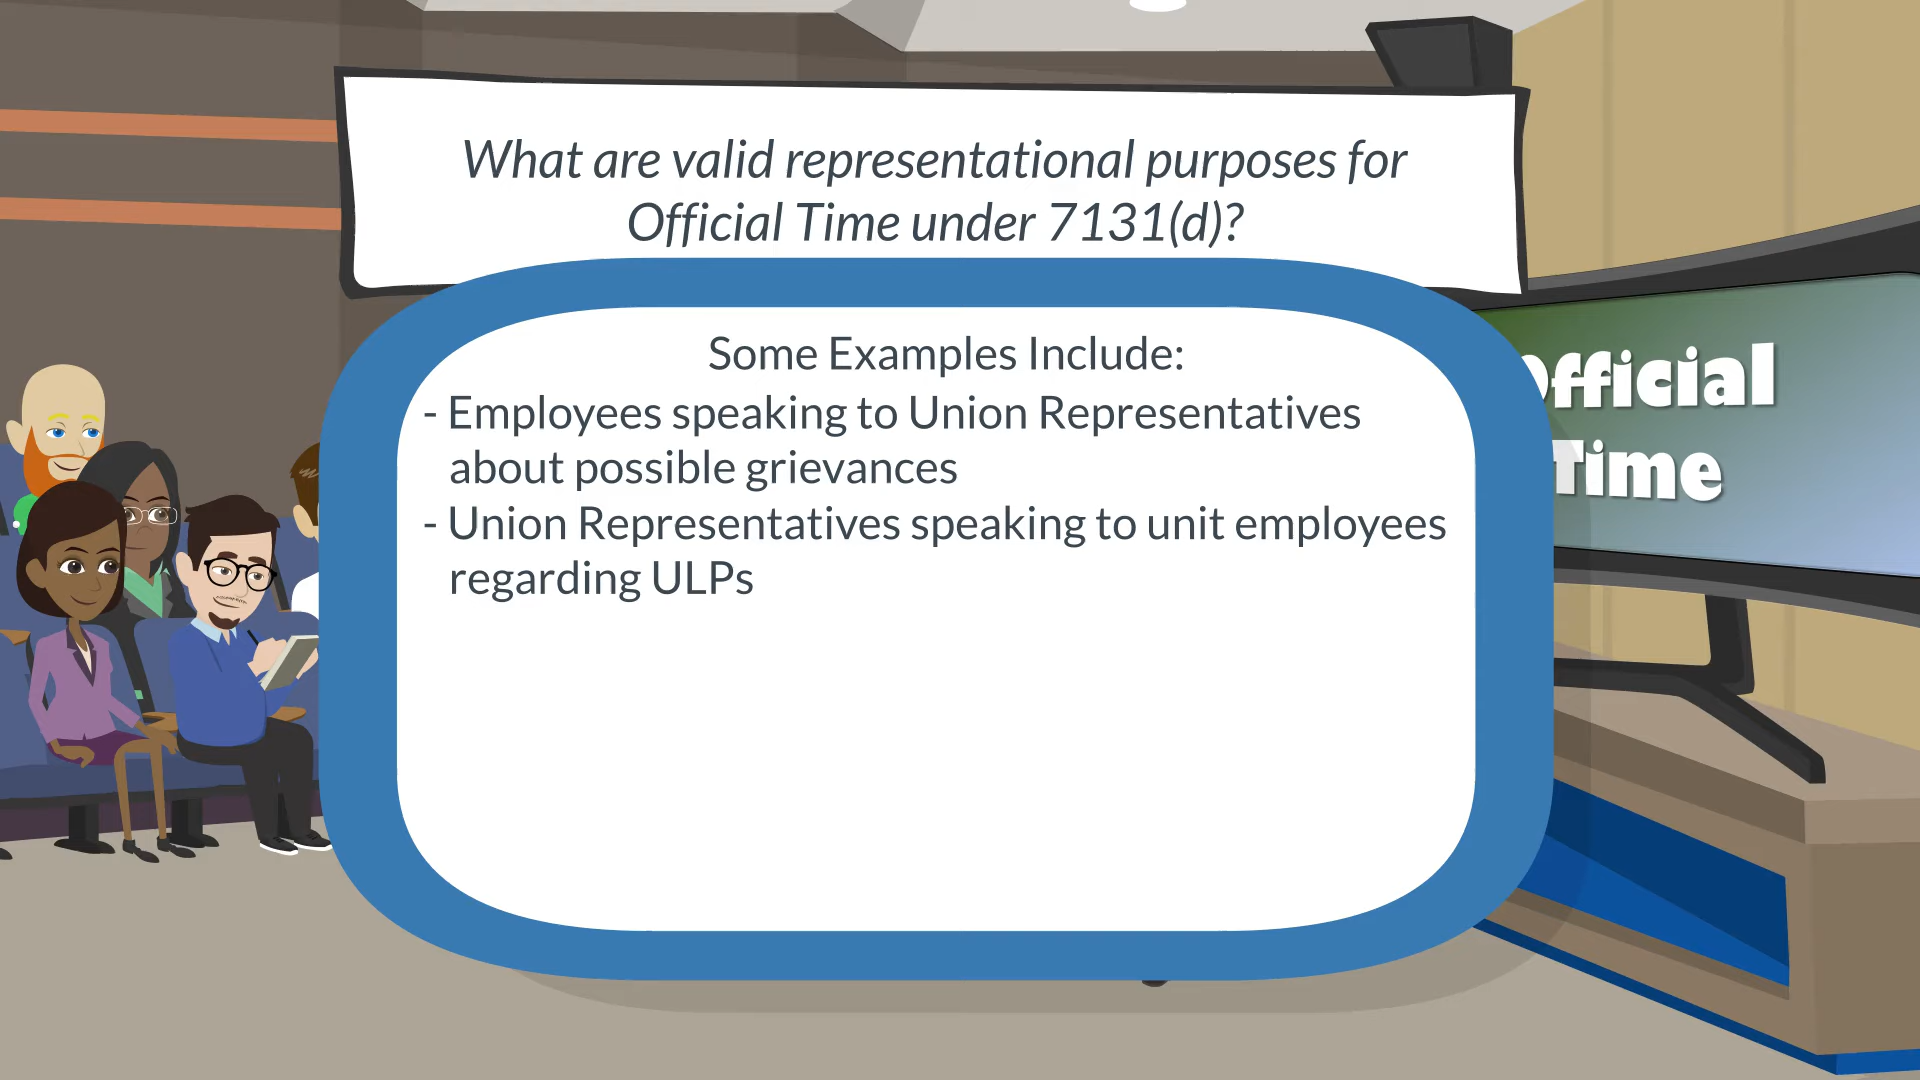 What are valid representational purposes for
Official Time under 7131(d)?
Some Examples Include:
- Employees speaking to Union Representatives
about possible grievances
- Union Representatives speaking to unit employees
regarding ULPs
Official
Time